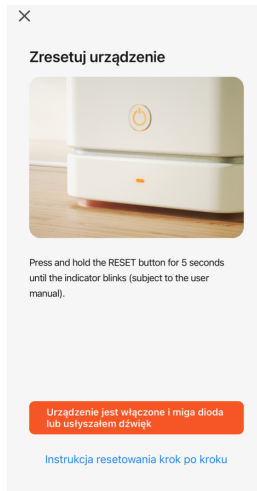 Zresetuj urządzenie
Press and hold the RESET button for 5 seconds
until the indicator blinks (subject to the user
manual).
Urządzenie jest włączone i miga dioda
lub usłyszałem dźwięk
Instrukcja resetowania krok po kroku